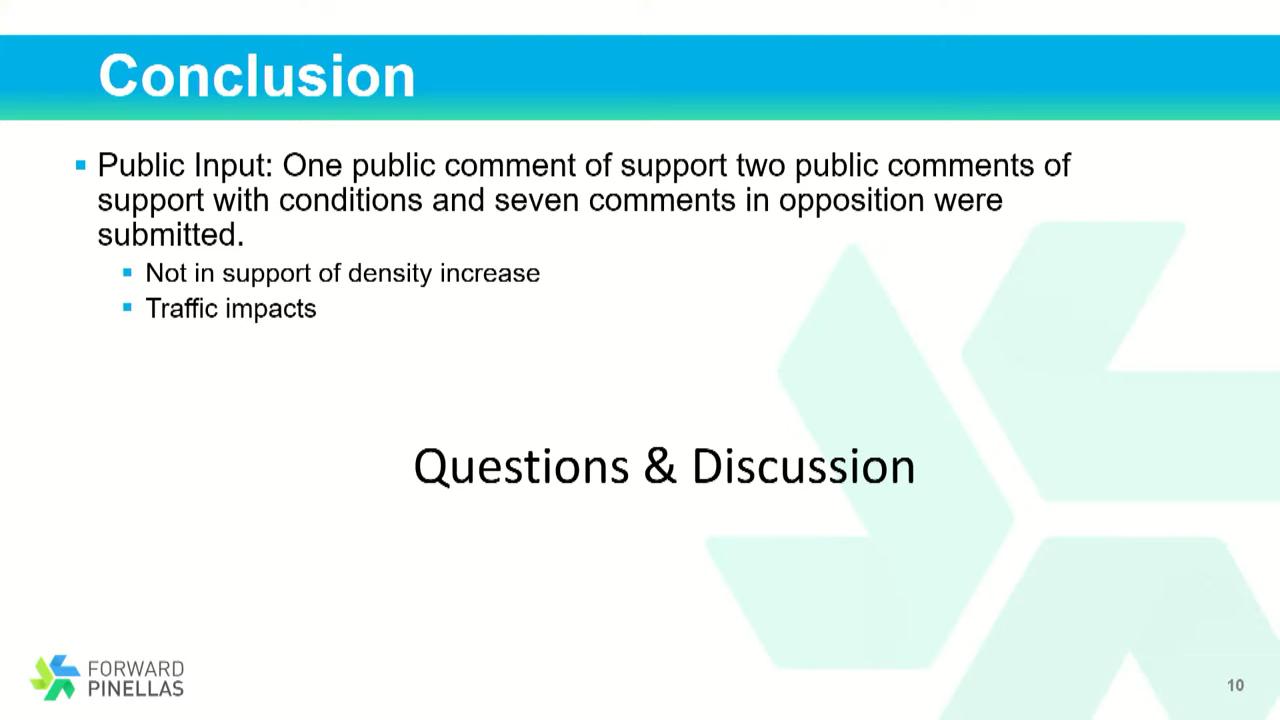 Conclusion
Public Input: One public comment of support two public comments of
support with conditions and seven comments in opposition were
submitted.
Not in support of density increase
Traffic impacts
Questions & Discussion
FORWARD
PINELLAS
10